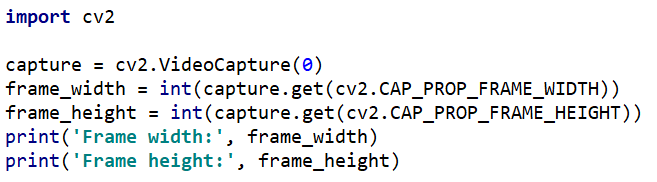 import cv2
capture = cv2.VideoCapture(0)
frame_width = int(capture.get(cv2.CAP_PROP_FRAME_WIDTH))
frame_height = int(capture.get(cv2.CAP_PROP_FRAME_HEIGHT))
print('Frame width:', frame_width)
print('Frame height:', frame_height)